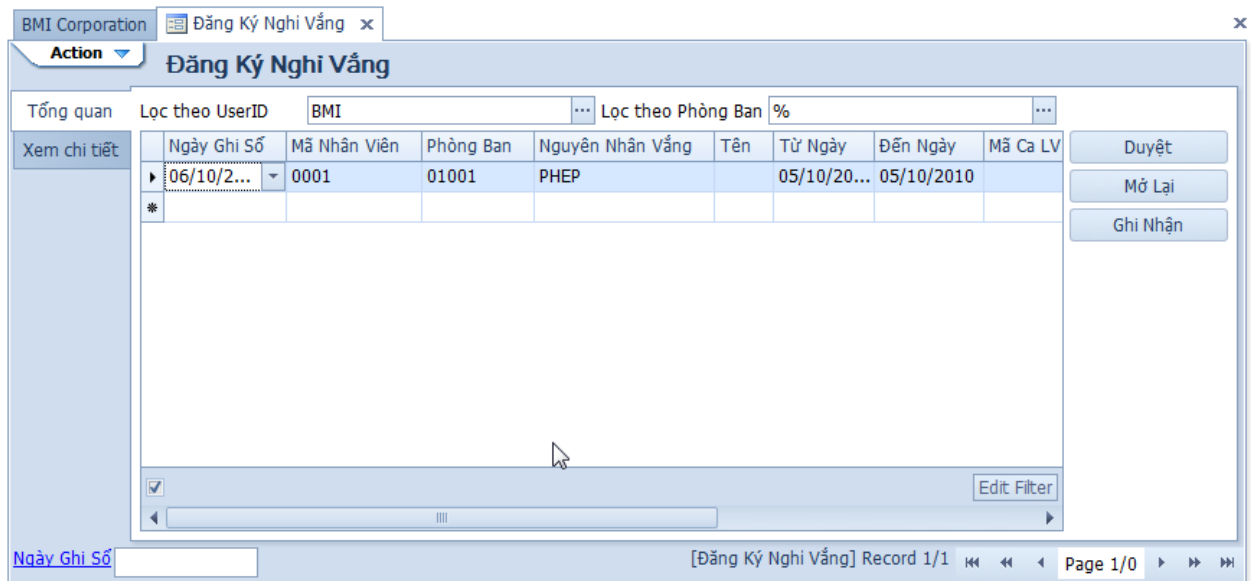 BMI Corporation Đăng Ký Nghi Vắng x x
Action
Đăng Ký Nghi Vắng
Tổng quan Lọc theo UserID BMI ... Lọc theo Phòng Ban % ...
Xem chi tiết Ngày Ghi Sổ Mã Nhân Viên Phòng Ban Nguyên Nhân Vắng Tên Từ Ngày Đến Ngày Mã Ca LV Duyệt
06/10/2... 0001 01001 PHEP 05/10/20... 05/10/2010 Mở Lại
Ghi Nhận
Edit Filter
Ngày Ghi Sổ [Đăng Ký Nghi Vắng] Record 1/1 Page 1/0